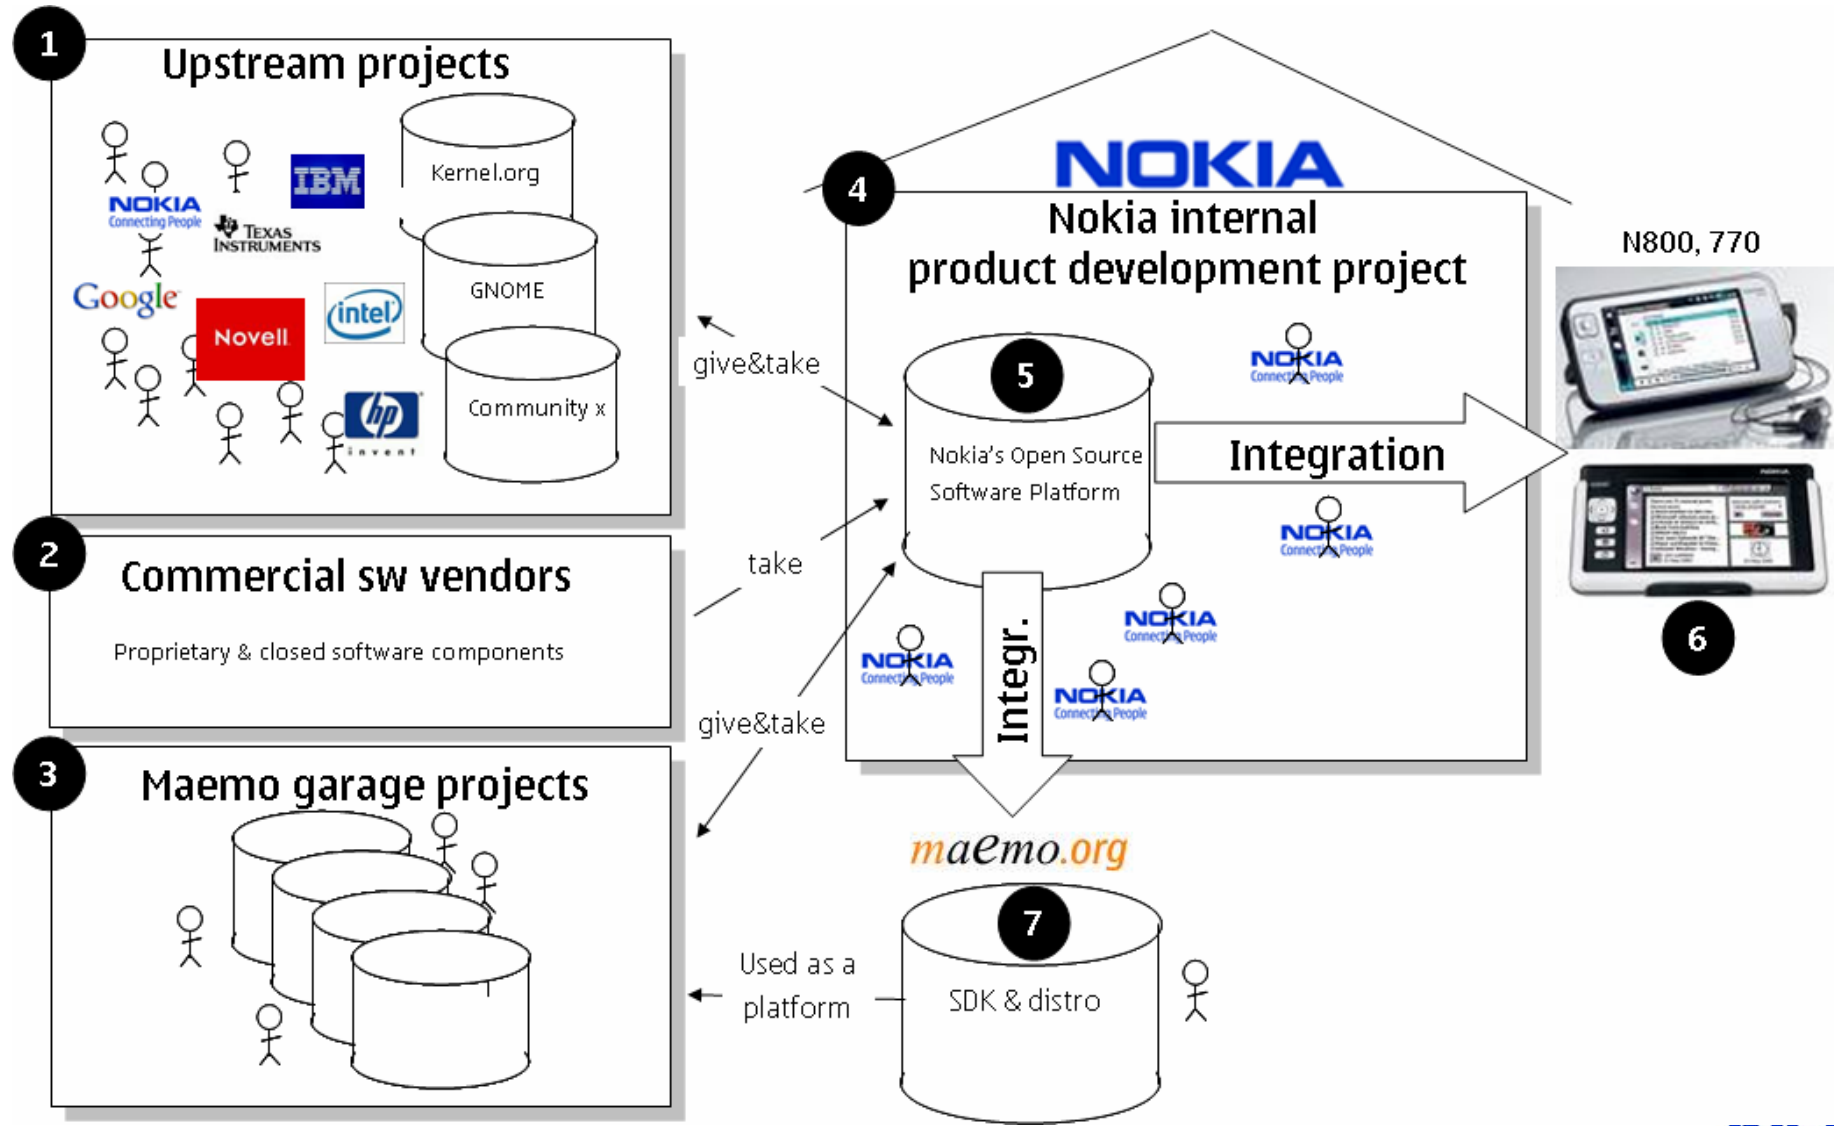 1
Upstream projects
Kernel.org
IBM
NOKIA
Connecting People
TEXAS
INSTRUMENTS
GNOME
Google
Novell
intel
Community x
hp
invent
2
Commercial sw vendors
Proprietary & closed software components
3
Maemo garage projects
give&take
take
give&take
Used as a
platform
NOKIA
4
Nokia internal
product development project
5
Nokia's Open Source
Software Platform
NOKIA
Connecting People
Integration
NOKIA
Connecting People
NOKIA
Connecting People
NOKIA
Connecting People
NOKIA
Connecting People
Integr.
N800, 770
NOKIA
6
maemo.org
7
SDK & distro